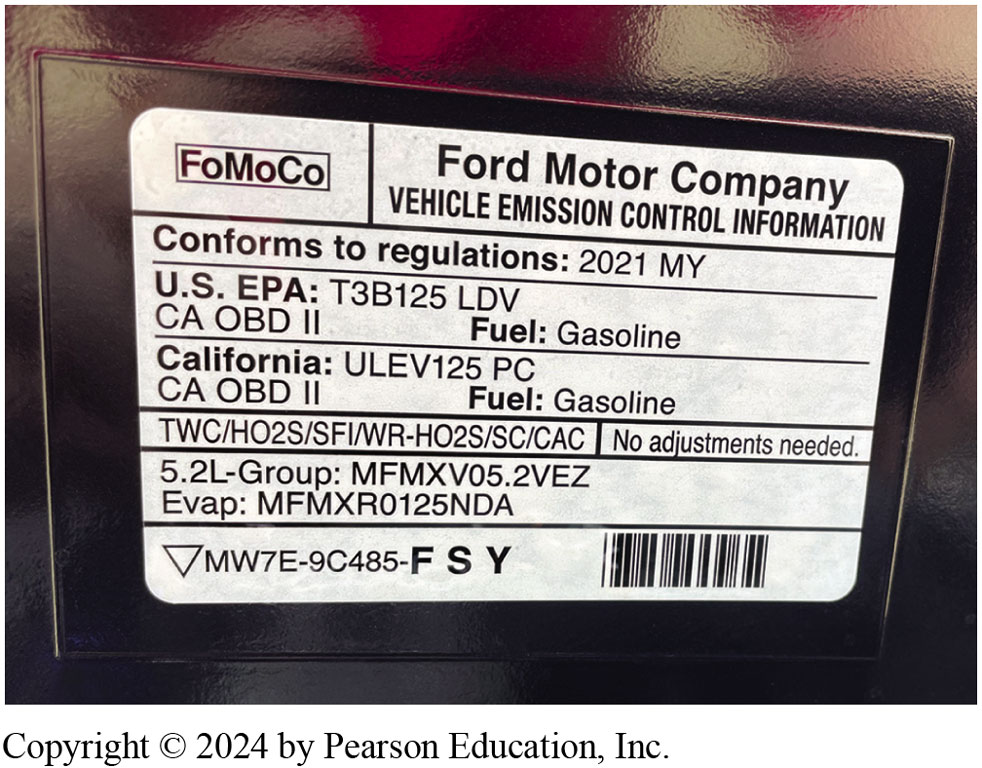 FoMoCo
Ford Motor Company
VEHICLE EMISSION CONTROL INFORMATION
Conforms to regulations: 2021 MY
U.S. EPA: T3B125 LDV
CA OBD II Fuel: Gasoline
California: ULEV125 PC
CA OBD II Fuel: Gasoline
TWC/HO2S/SFI/WR-HO2S/SC/CAC No adjustments needed.
5.2L-Group: MFMXV05.2VEZ
Evap: MFMXR0125NDA
MW7E-9C485-F S Y
Copyright © 2024 by Pearson Education, Inc.